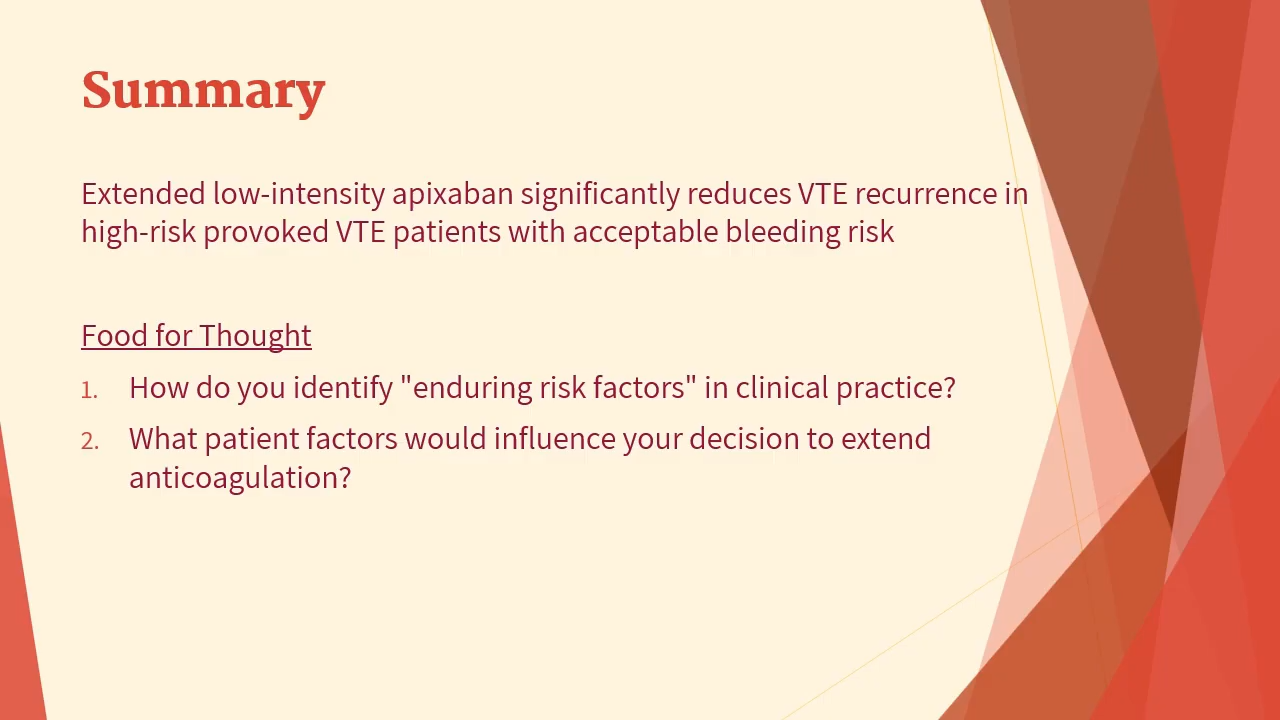 Summary
Extended low-intensity apixaban significantly reduces VTE recurrence in
high-risk provoked VTE patients with acceptable bleeding risk
Food for Thought
1. How do you identify "enduring risk factors" in clinical practice?
2. What patient factors would influence your decision to extend
anticoagulation?